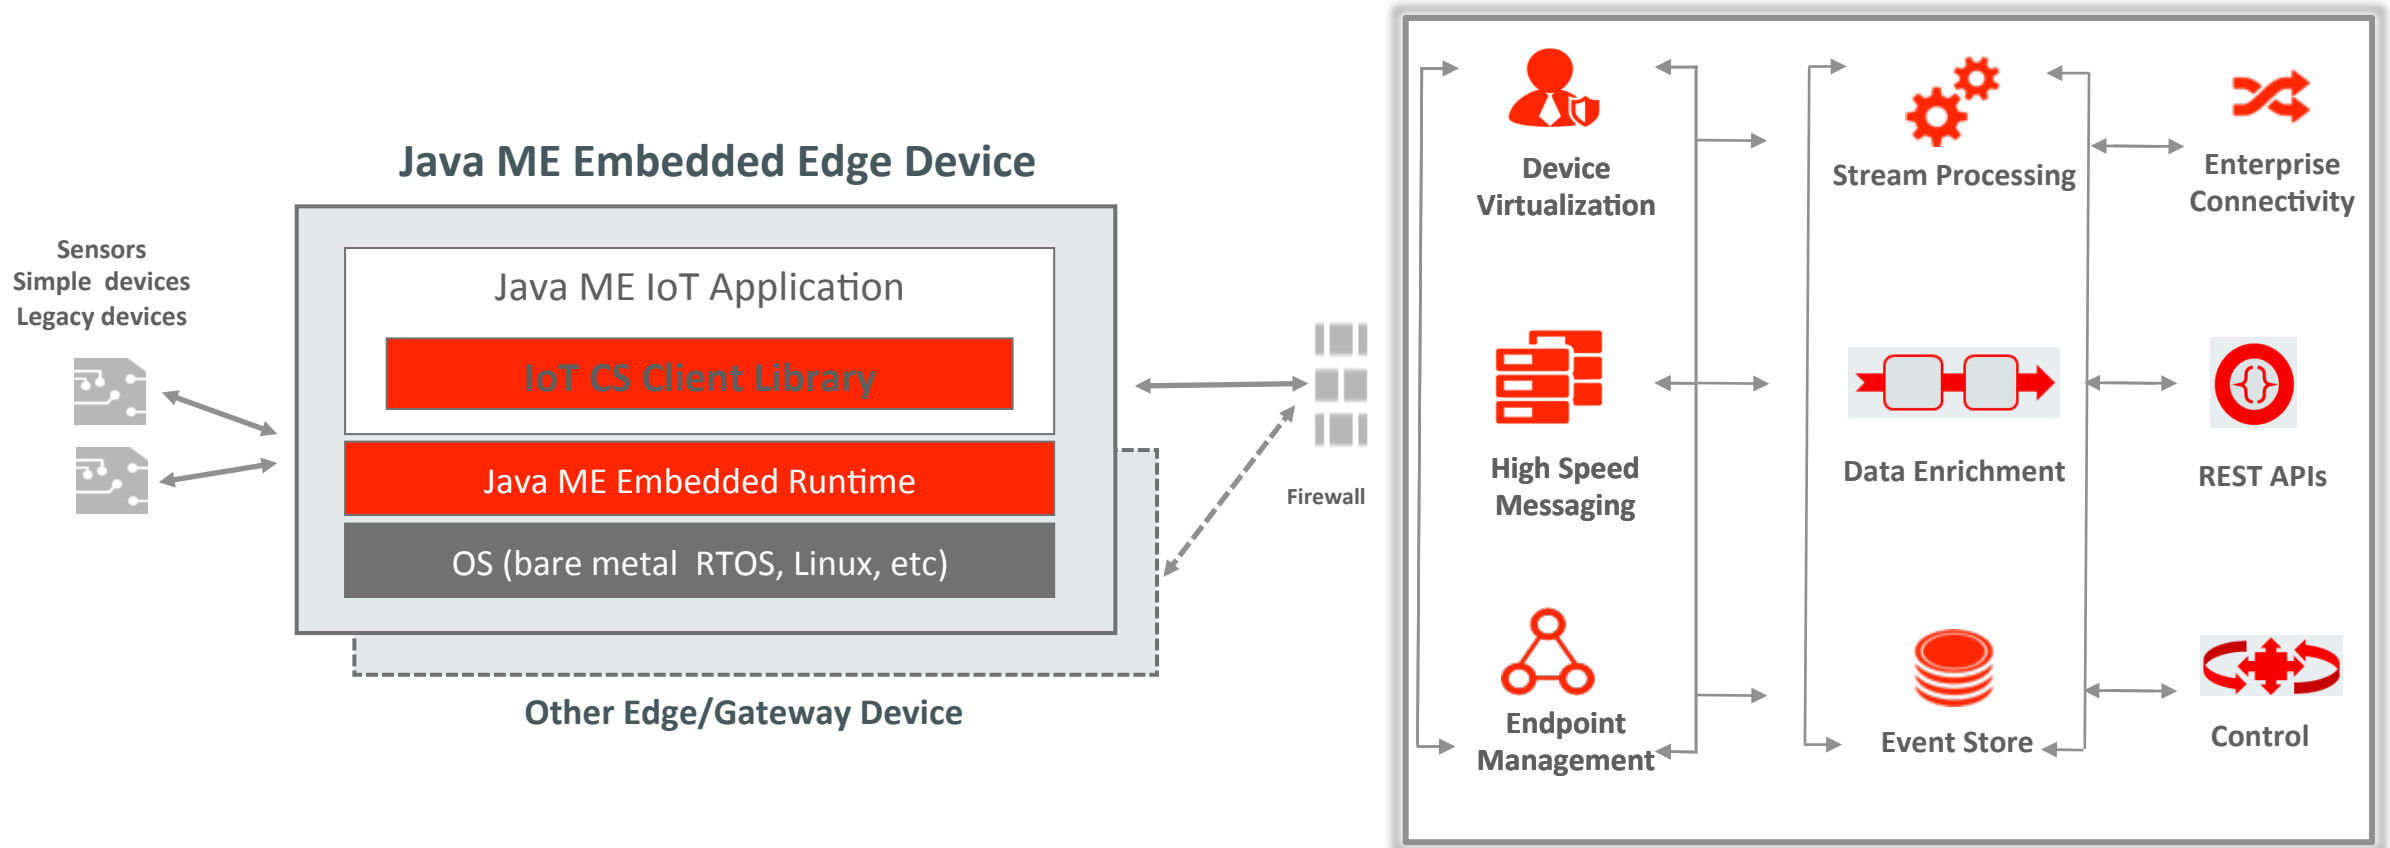 Java ME Embedded Edge Device
Sensors
Simple devices
Legacy devices
Java ME IoT Application
IoT CS Client Library
Java ME Embedded Runtime
OS (bare metal RTOS, Linux, etc)
Other Edge/Gateway Device
Firewall
Device
Virtualization
High Speed
Messaging
Endpoint
Management
Stream Processing
Data Enrichment
Event Store
Enterprise
Connectivity
{}
REST APIs
Control